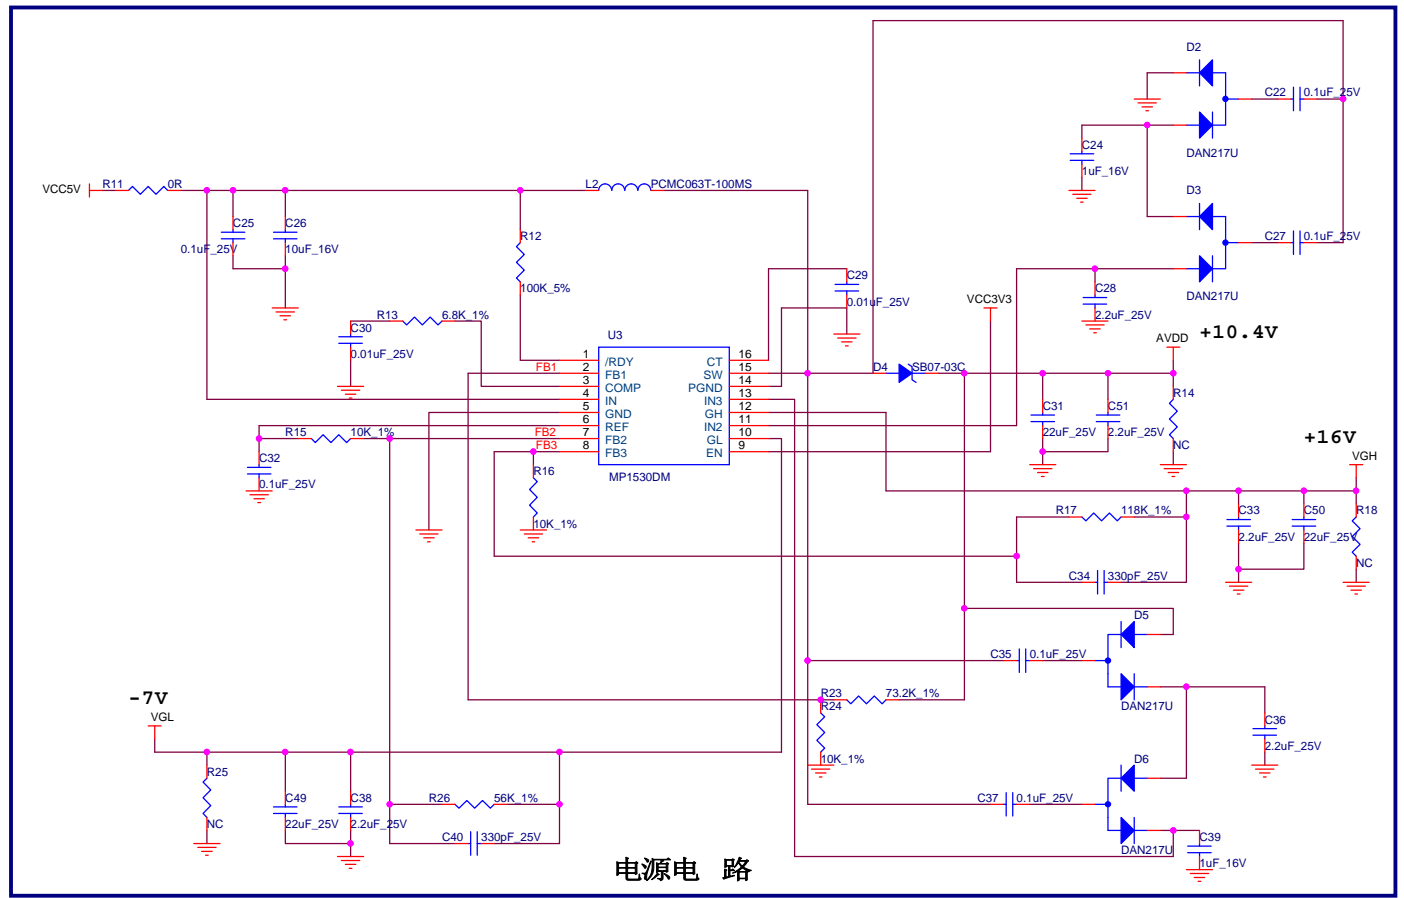 D2
C22 0.1uF_25V
DAN217U
C24
1uF_16V
VCC5V R11 0R
L2 PCMC063T-100MS
D3
C25 C26
0.1uF_25V 10uF_16V
R12
C27 0.1uF_25V
100K_5%
C29
0.01uF_25V
VCC3V3
C28
2.2uF_25V
DAN217U
R13 6.8K_1%
C30
0.01uF_25V
U3
+10.4V
AVDD
1 /RDY CT 16
FB1 2 FB1 SW 15
3 COMP PGND 14
4 IN IN3 13
5 GND GH 12
6 REF IN2 11
FB2 7 FB2 GL 10
FB3 8 FB3 EN 9
MP1530DM
D4 SB07-03C
C31 C51 R14
22uF_25V 2.2uF_25V
NC
R15 10K_1%
C32
0.1uF_25V
R16
10K_1%
+16V
VGH
R17 118K_1%
C33 C50 R18
2.2uF_25V 22uF_25V
NC
C34 330pF_25V
D5
C35 0.1uF_25V
DAN217U
R23 73.2K_1%
R24
10K_1%
C36
2.2uF_25V
-7V
VGL
D6
R25
NC
C49 C38
22uF_25V 2.2uF_25V
R26 56K_1%
C40 330pF_25V
C37 0.1uF_25V
DAN217U
C39
1uF_16V
电源电 路